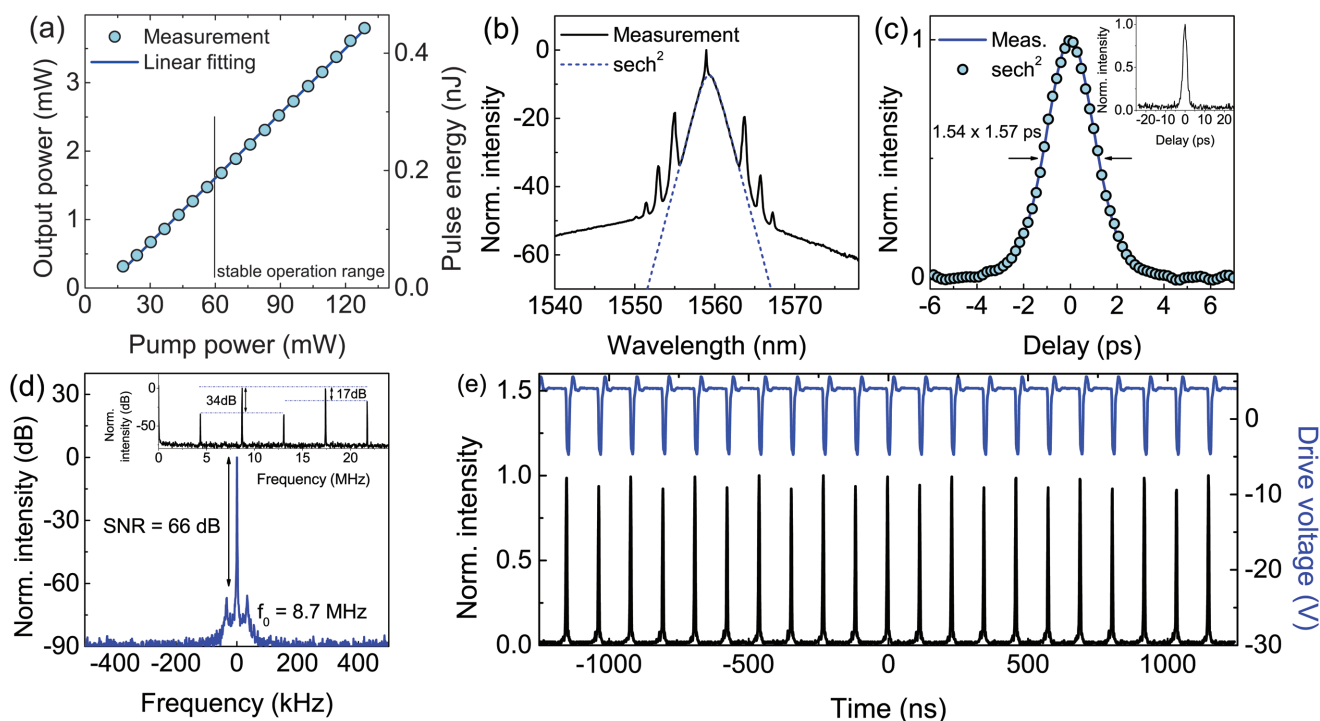 (a)
Measurement
Linear fitting
stable operation range
Output power (mW)
0
1
2
3
Pulse energy (nJ)
0.0
0.2
0.4
0 30 60 90 120
Pump power (mW)
(b)
Measurement
sech²
Norm. intensity
0
-20
-40
-60
1540 1550 1560 1570
Wavelength (nm)
(c)
Meas.
sech²
1.54 x 1.57 ps
Norm. intensity
1
0
-6 -4 -2 0 2 4 6
Delay (ps)
Norm. intensity
1.0
0.5
0.0
-20 -10 0 10 20
Delay (ps)
(d)
Norm. intensity (dB)
30
0
-30
-60
-90
SNR = 66 dB
f₀ = 8.7 MHz
-400 -200 0 200 400
Frequency (kHz)
Norm.
intensity (dB)
0
-50
34dB
17dB
0 5 10 15 20
Frequency (MHz)
(e)
Norm. intensity
1.5
1.0
0.5
0.0
Drive voltage (V)
0
-10
-20
-30
-1000 -500 0 500 1000
Time (ns)